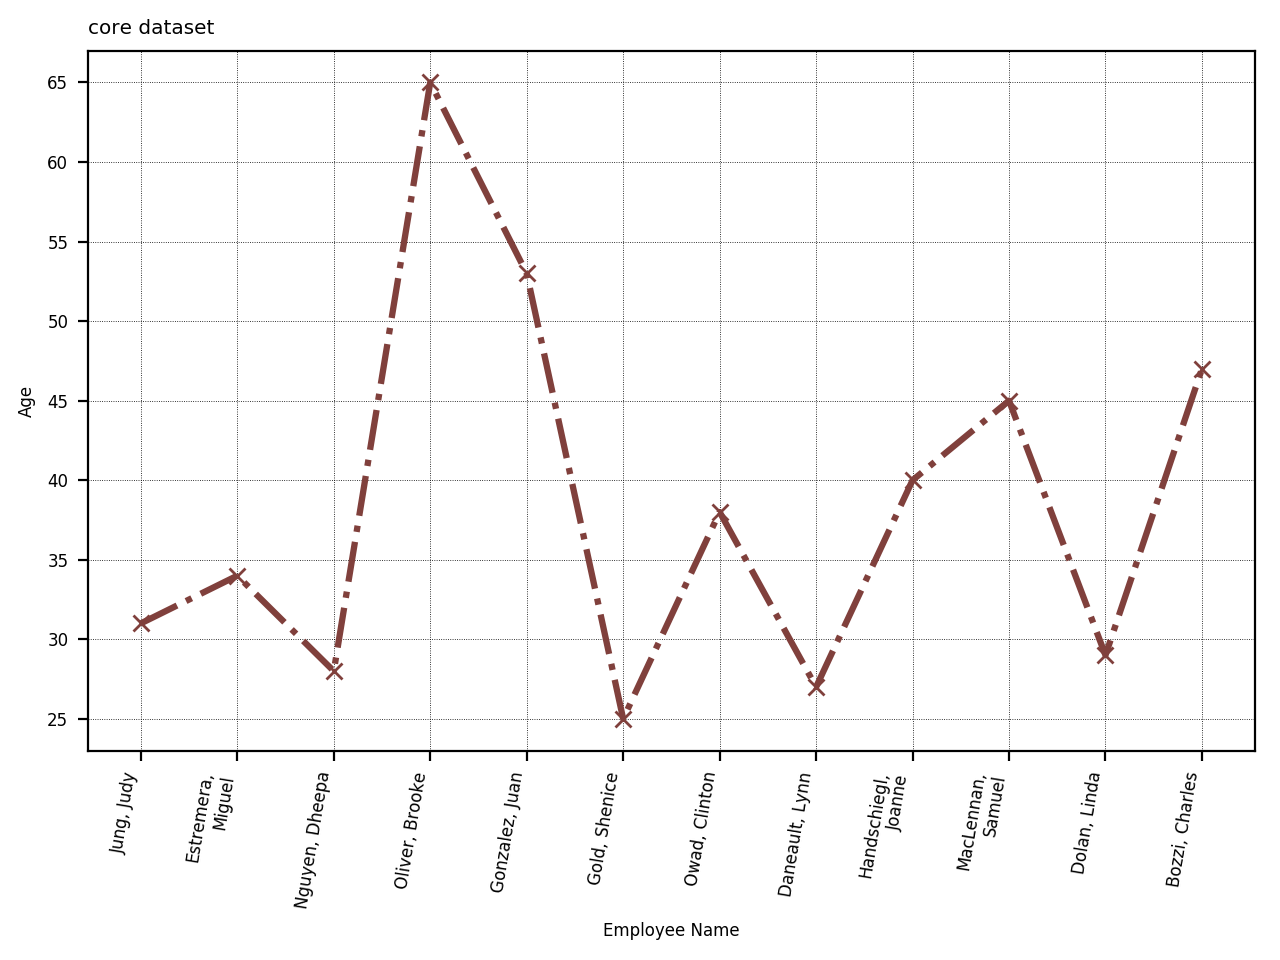 core dataset
65
60
55
50
45
40
35
30
25
Age
Jung, Judy
Estremera,
Miguel
Nguyen, Dheepa
Oliver, Brooke
Gonzalez, Juan
Gold, Shenice
Owad, Clinton
Daneault, Lynn
Handschiegl,
Joanne
MacLennan,
Samuel
Dolan, Linda
Bozzi, Charles
Employee Name